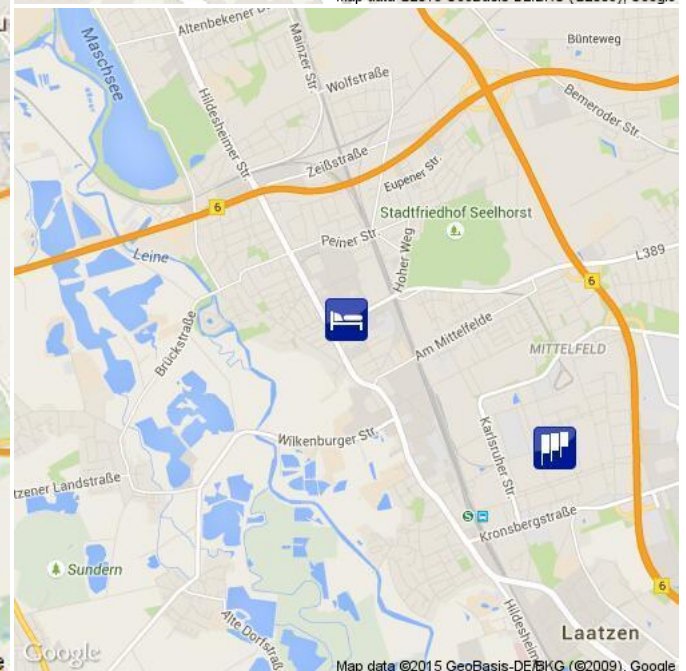 Altenbekener D
Maschsee
Mainzer Str.
Bünteweg
Wolfstraße
Hildesheimer Str.
Bemeroder Str.
Zeißstraße
Eupener Str.
6
Stadtfriedhof Seelhorst
Leine
Peiner Str.
Hoher Weg
L389
6
Brückstraße
Am Mittelfelde
MITTELFELD
Karlsruher Str.
Wilkenburger Str.
tzener Landstraße
S
Kronsbergstraße
Sundern
6
Alte Dorfstraß
Hildesheim
Laatzen
Google
Map data ©2015 GeoBasis-DE/BKG (©2009), Google